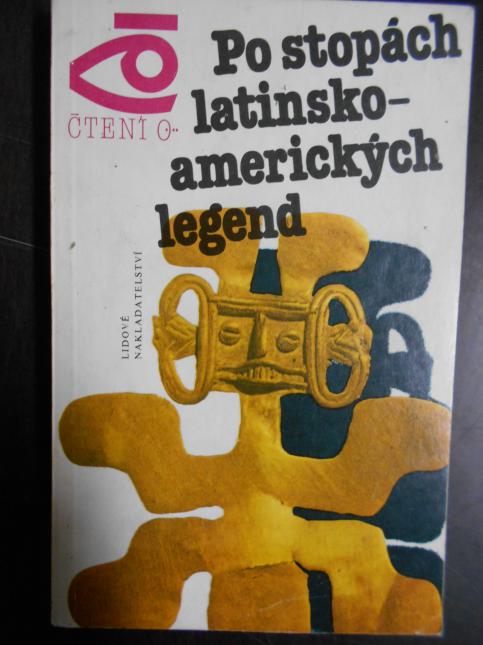 ČTENÍ O...
Po stopách
latinsko-
amerických
legend
LIDOVÉ
NAKLADATELSTVÍ